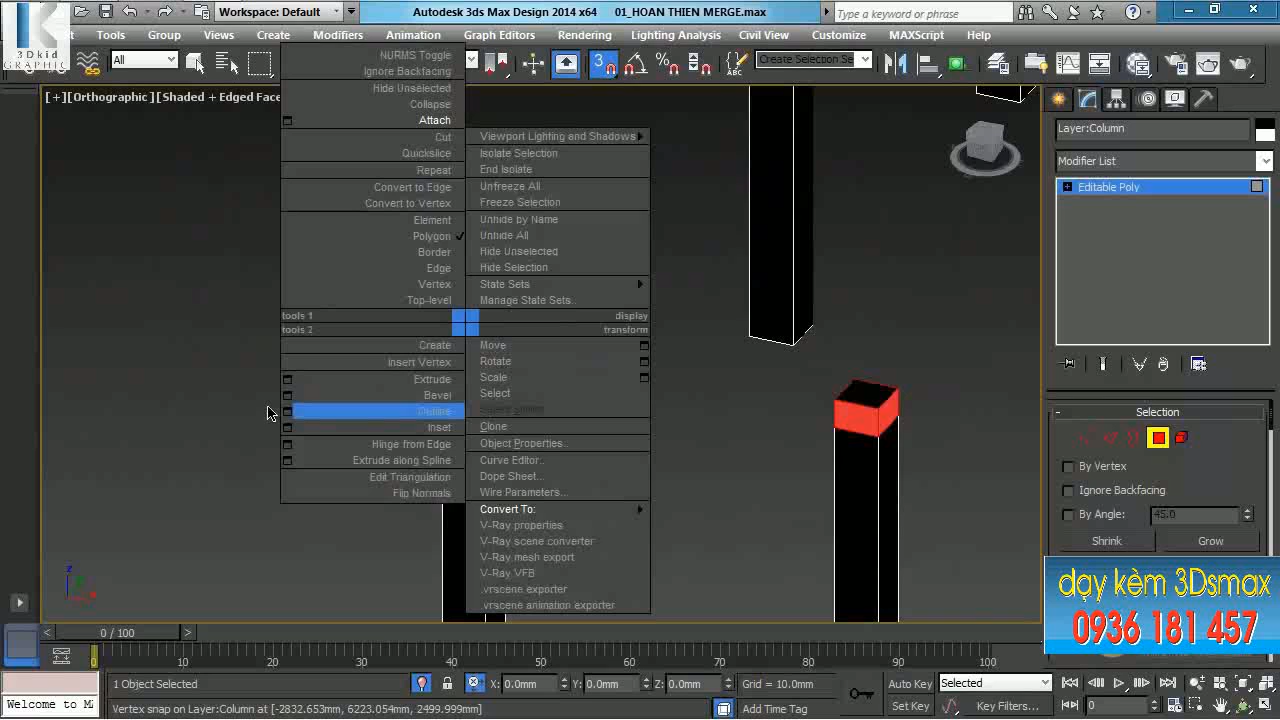 Workspace: Default
Autodesk 3ds Max Design 2014 x64 01_HOAN THIEN MERGE.max
Type a keyword or phrase
3Dkid
GRAPHIC
Tools Group Views Create Modifiers Animation Graph Editors Rendering Lighting Analysis Civil View Customize MAXScript Help
All
3
Create Selection Se
[+][Orthographic][Shaded + Edged Face
NURMS Toggle
Ignore Backfacing
Hide Unselected
Collapse
Attach
Cut
Quickslice
Repeat
Convert to Edge
Convert to Vertex
Element
Polygon
Border
Edge
Vertex
Top-level
tools 1
tools 2
Create
Insert Vertex
Extrude
Bevel
Outline
Inset
Hinge from Edge
Extrude along Spline
Edit Triangulation
Flip Normals
Viewport Lighting and Shadows
Isolate Selection
End Isolate
Unfreeze All
Freeze Selection
Unhide by Name
Unhide All
Hide Unselected
Hide Selection
State Sets
Manage State Sets..
display
transform
Move
Rotate
Scale
Select
Clone
Object Properties..
Curve Editor..
Dope Sheet...
Wire Parameters...
Convert To:
V-Ray properties
V-Ray scene converter
V-Ray mesh export
V-Ray VFB
.vrscene exporter
.vrscene animation exporter
Layer:Column
Modifier List
Editable Poly
Selection
By Vertex
Ignore Backfacing
By Angle: 45.0
Shrink Grow
dạy kèm 3Dsmax
0936 181 457
z
0 / 100
0 10 20 30 40 50 60 70 80 90 100
1 Object Selected
X: 0.0mm Y: 0.0mm Z: 0.0mm Grid = 10.0mm
Auto Key Selected
Welcome to MA
Vertex snap on Layer:Column at [-2832.653mm, 6223.054mm, 2499.999mm]
Add Time Tag
Set Key Key Filters... 0